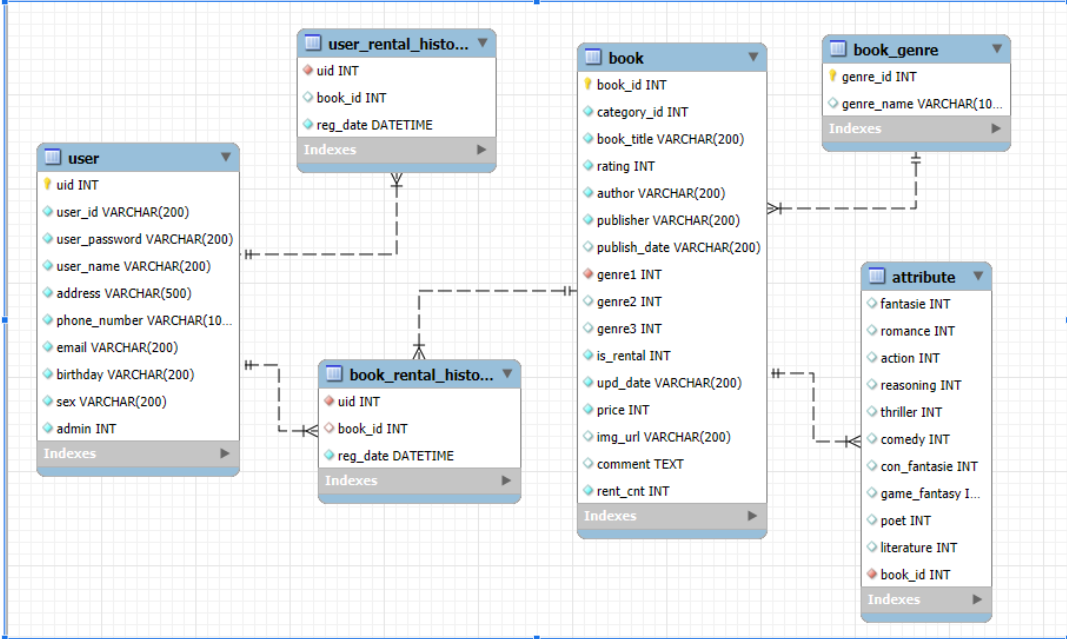 user_rental_histo...
uid INT
book_id INT
reg_date DATETIME
Indexes
book
book_id INT
category_id INT
book_title VARCHAR(200)
rating INT
author VARCHAR(200)
publisher VARCHAR(200)
publish_date VARCHAR(200)
genre1 INT
genre2 INT
genre3 INT
is_rental INT
upd_date VARCHAR(200)
price INT
img_url VARCHAR(200)
comment TEXT
rent_cnt INT
Indexes
book_genre
genre_id INT
genre_name VARCHAR(10...
Indexes
user
uid INT
user_id VARCHAR(200)
user_password VARCHAR(200)
user_name VARCHAR(200)
address VARCHAR(500)
phone_number VARCHAR(10...
email VARCHAR(200)
birthday VARCHAR(200)
sex VARCHAR(200)
admin INT
Indexes
book_rental_histo...
uid INT
book_id INT
reg_date DATETIME
Indexes
attribute
fantasie INT
romance INT
action INT
reasoning INT
thriller INT
comedy INT
con_fantasie INT
game_fantasy I...
poet INT
literature INT
book_id INT
Indexes